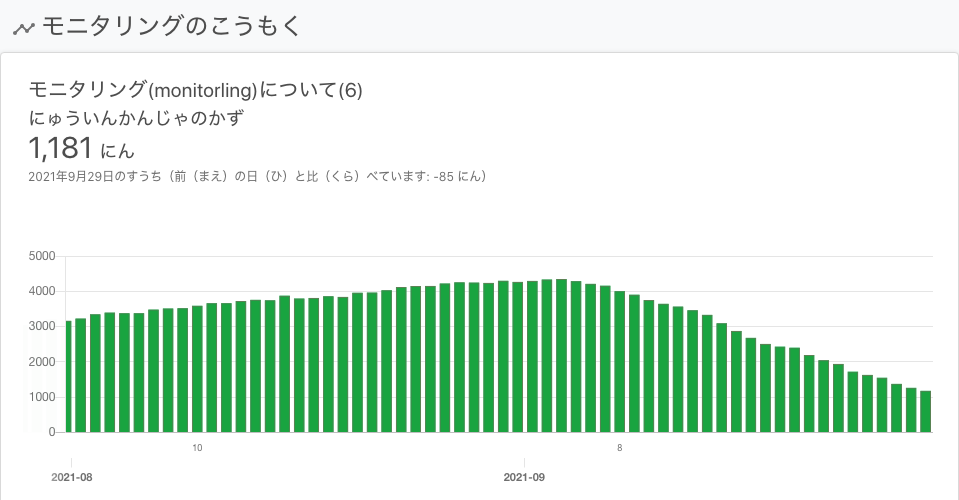 モニタリングのこうもく
モニタリング(monitorling)について(6)
にゅういんかんじゃのかず
1,181 にん
2021年9月29日のすうち（前（まえ）の日（ひ）と比（くら）べています: -85 にん）
5000
4000
3000
2000
1000
0
10
8
2021-08
2021-09